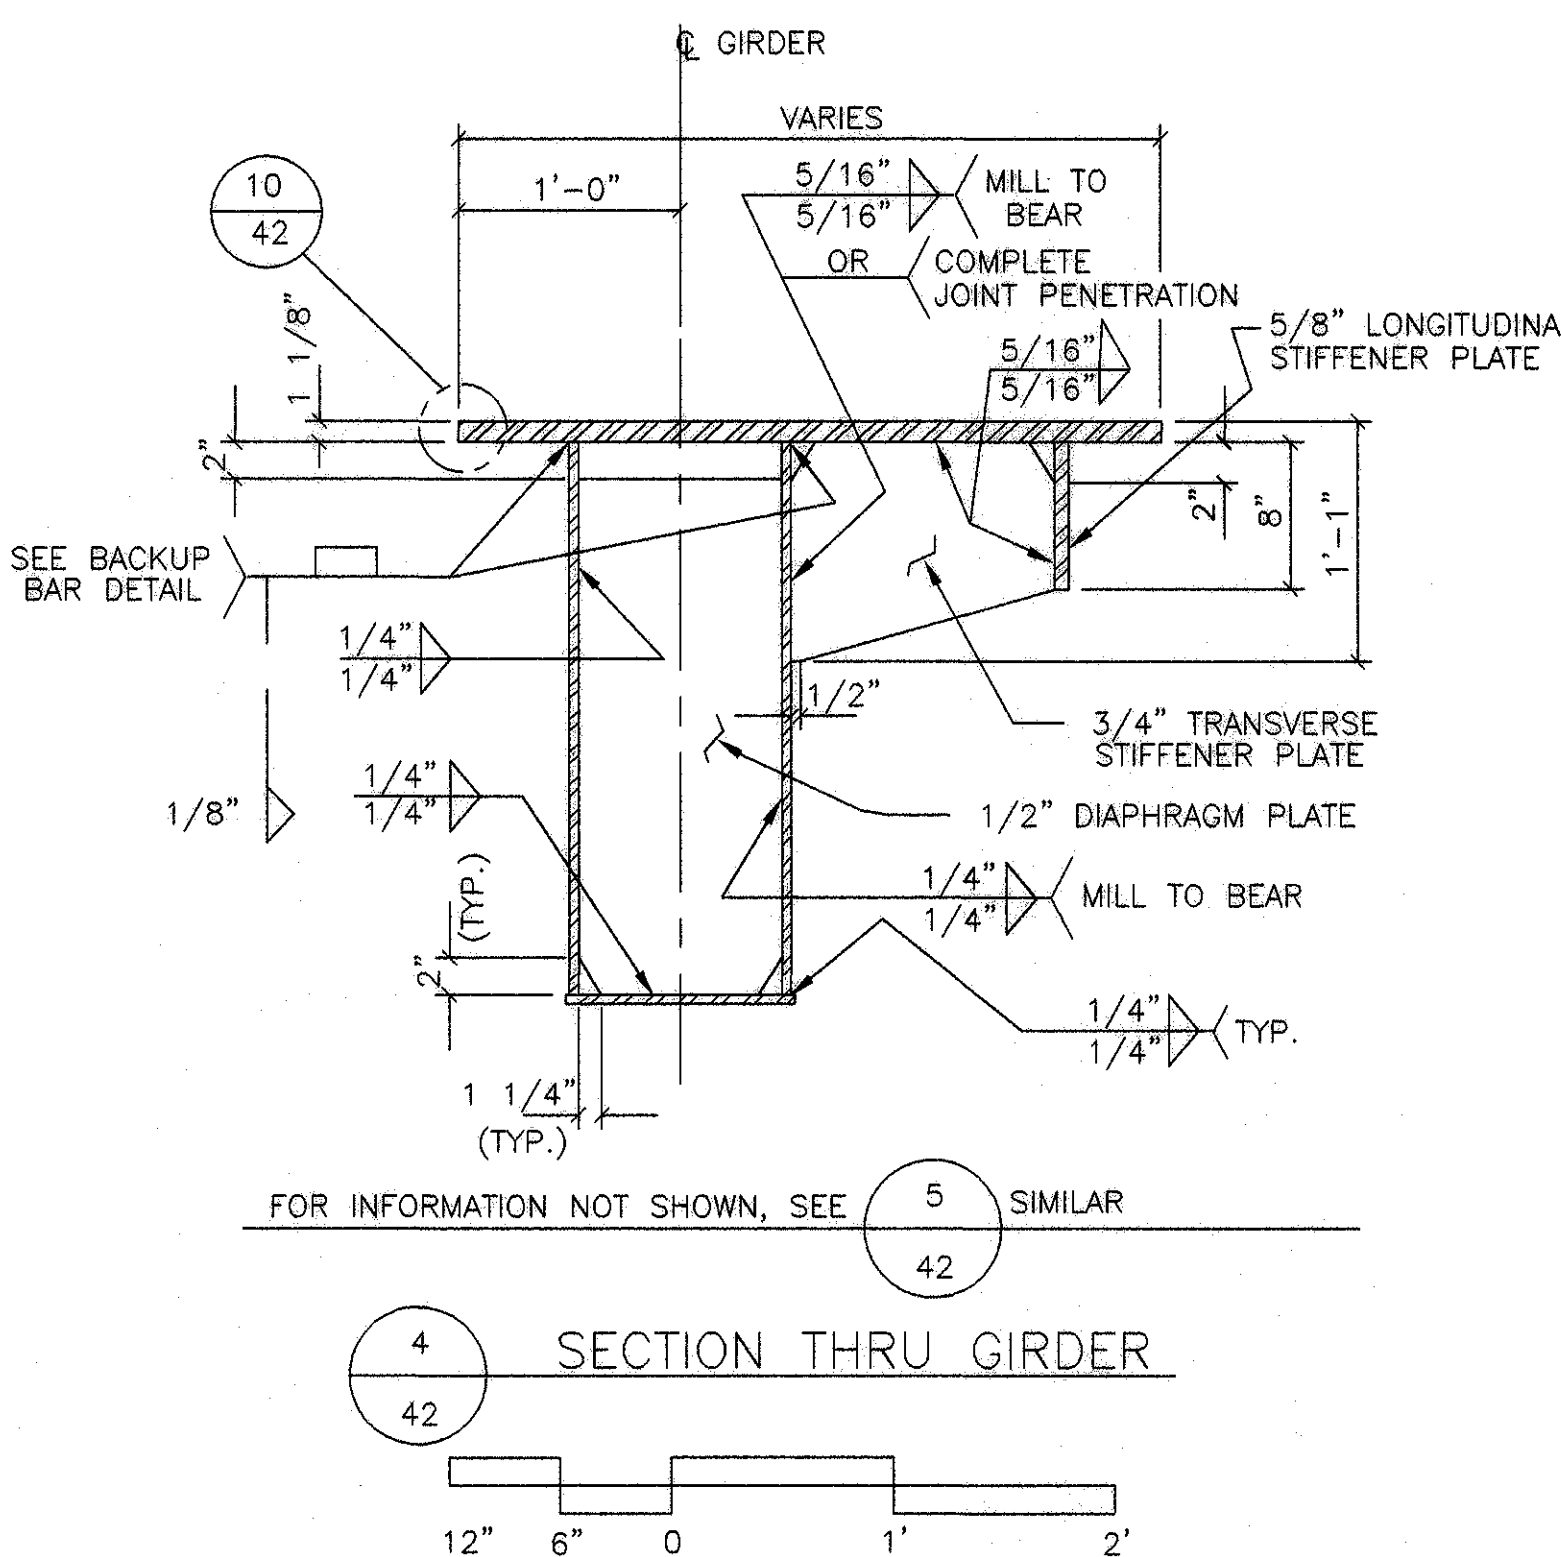 ℄ GIRDER
VARIES
10
42
1'-0"
5/16"
5/16"
MILL TO
BEAR
OR
COMPLETE
JOINT PENETRATION
1 1/8"
5/16"
5/16"
5/8" LONGITUDINA
STIFFENER PLATE
2"
2"
8"
1'-1"
SEE BACKUP
BAR DETAIL
1/4"
1/4"
1/2"
3/4" TRANSVERSE
STIFFENER PLATE
1/4"
1/4"
1/8"
1/2" DIAPHRAGM PLATE
1/4"
1/4"
MILL TO BEAR
(TYP.)
2"
1/4"
1/4"
TYP.
1 1/4"
(TYP.)
FOR INFORMATION NOT SHOWN, SEE
5
42
SIMILAR
4
42
SECTION THRU GIRDER
12" 6" 0 1' 2'